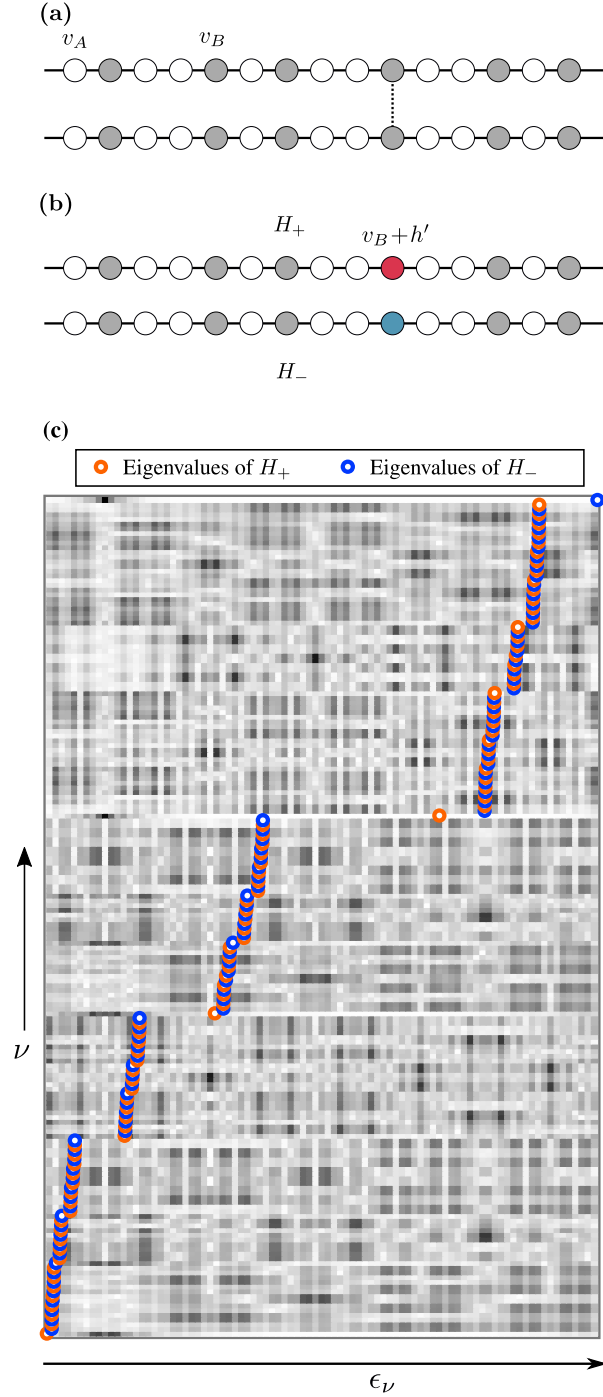 (a)
v_A v_B
(b)
H_+ v_B + h′
H_−
(c)
Eigenvalues of H_+ Eigenvalues of H_−
ν
ϵ_ν